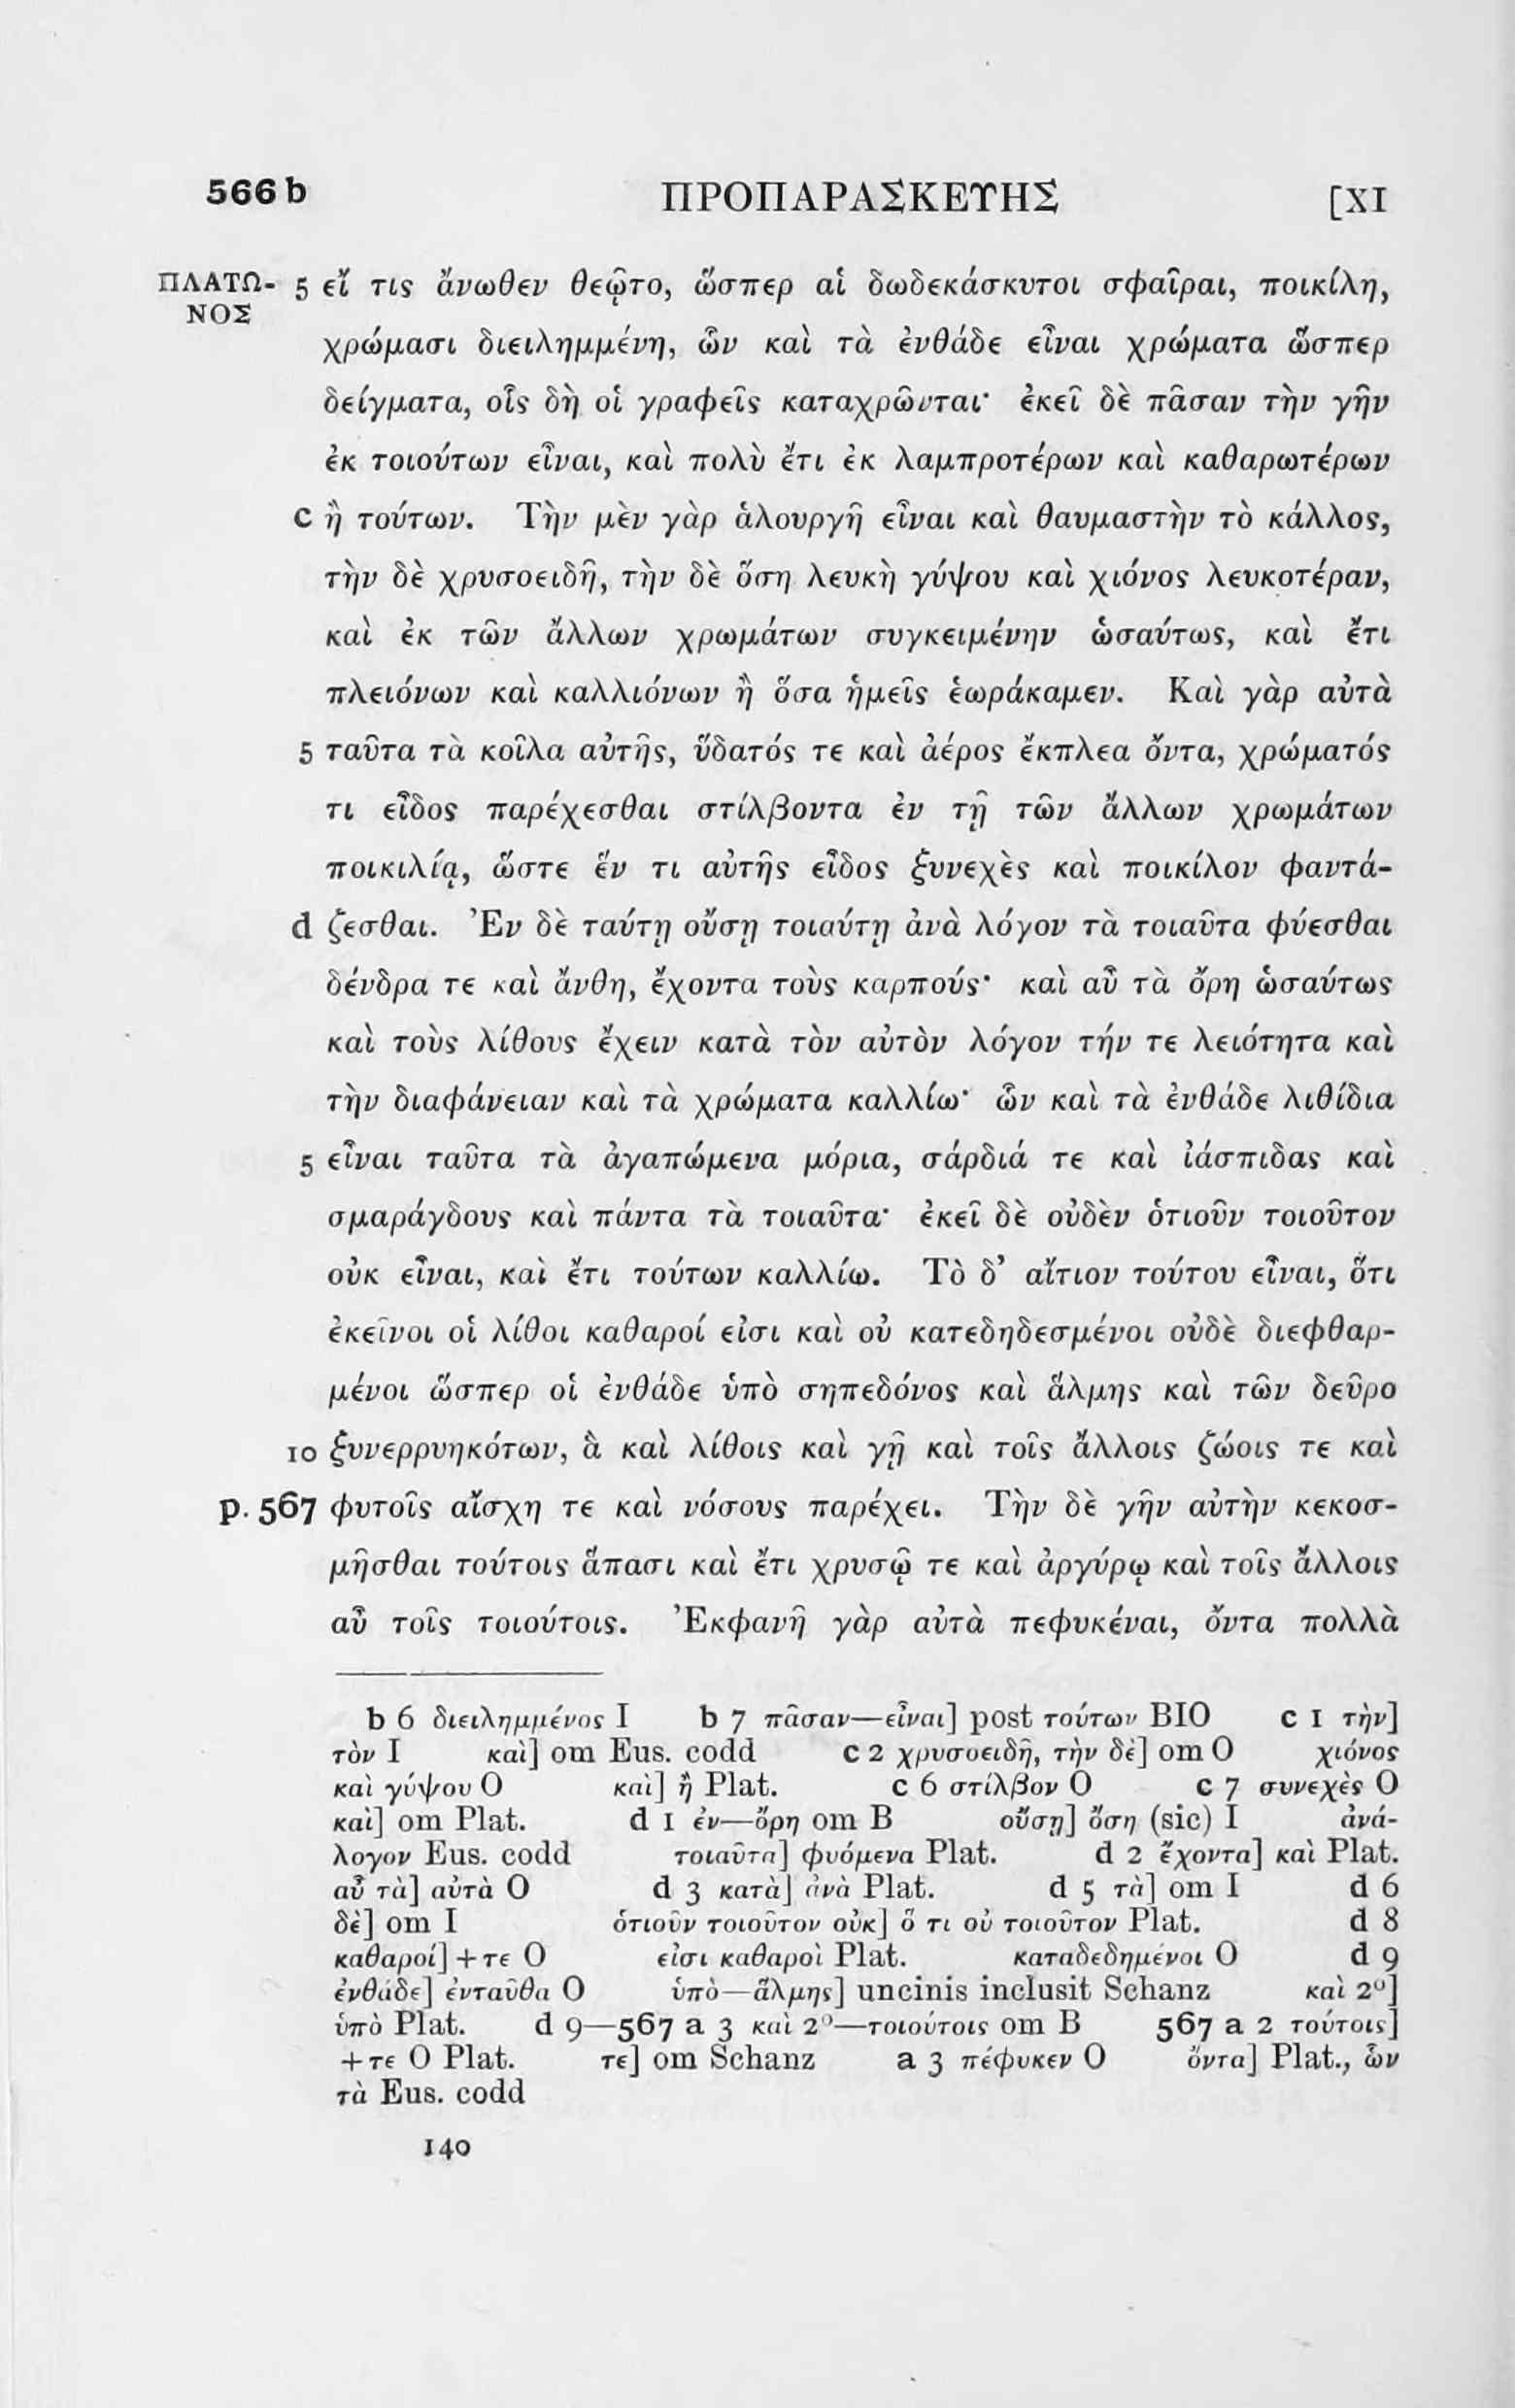 566 b ΠΡΟΠΑΡΑΣΚΕΥΗΣ [XI
ΠΛΑΤΩ- 5 εἴ τις ἄνωθεν θεῷτο, ὥσπερ αἱ δωδεκάσκυτοι σφαῖραι, ποικίλη,
ΝΟΣ
χρώμασι διειλημμένη, ὧν καὶ τὰ ἐνθάδε εἶναι χρώματα ὥσπερ
δείγματα, οἷς δὴ οἱ γραφεῖς καταχρῶνται· ἐκεῖ δὲ πᾶσαν τὴν γῆν
ἐκ τοιούτων εἶναι, καὶ πολὺ ἔτι ἐκ λαμπροτέρων καὶ καθαρωτέρων
c ἢ τούτων. Τὴν μὲν γὰρ ἁλουργῆ εἶναι καὶ θαυμαστὴν τὸ κάλλος,
τὴν δὲ χρυσοειδῆ, τὴν δὲ ὅση λευκὴ γύψου καὶ χιόνος λευκοτέραν,
καὶ ἐκ τῶν ἄλλων χρωμάτων συγκειμένην ὡσαύτως, καὶ ἔτι
πλειόνων καὶ καλλιόνων ἢ ὅσα ἡμεῖς ἑωράκαμεν. Καὶ γὰρ αὐτὰ
5 ταῦτα τὰ κοῖλα αὐτῆς, ὕδατός τε καὶ ἀέρος ἔκπλεα ὄντα, χρώματός
τι εἶδος παρέχεσθαι στίλβοντα ἐν τῇ τῶν ἄλλων χρωμάτων
ποικιλίᾳ, ὥστε ἕν τι αὐτῆς εἶδος ξυνεχὲς καὶ ποικίλον φαντά-
d ζεσθαι. Ἐν δὲ ταύτῃ οὔσῃ τοιαύτῃ ἀνὰ λόγον τὰ τοιαῦτα φύεσθαι
δένδρα τε καὶ ἄνθη, ἔχοντα τοὺς καρπούς· καὶ αὖ τὰ ὄρη ὡσαύτως
καὶ τοὺς λίθους ἔχειν κατὰ τὸν αὐτὸν λόγον τήν τε λειότητα καὶ
τὴν διαφάνειαν καὶ τὰ χρώματα καλλίω· ὧν καὶ τὰ ἐνθάδε λιθίδια
5 εἶναι ταῦτα τὰ ἀγαπώμενα μόρια, σάρδιά τε καὶ ἰάσπιδας καὶ
σμαράγδους καὶ πάντα τὰ τοιαῦτα· ἐκεῖ δὲ οὐδὲν ὁτιοῦν τοιοῦτον
οὐκ εἶναι, καὶ ἔτι τούτων καλλίω. Τὸ δ’ αἴτιον τούτου εἶναι, ὅτι
ἐκεῖνοι οἱ λίθοι καθαροί εἰσι καὶ οὐ κατεδηδεσμένοι οὐδὲ διεφθαρ-
μένοι ὥσπερ οἱ ἐνθάδε ὑπὸ σηπεδόνος καὶ ἅλμης καὶ τῶν δεῦρο
10 ξυνερρυηκότων, ἃ καὶ λίθοις καὶ γῇ καὶ τοῖς ἄλλοις ζώοις τε καὶ
p. 567 φυτοῖς αἴσχη τε καὶ νόσους παρέχει. Τὴν δὲ γῆν αὐτὴν κεκοσ-
μῆσθαι τούτοις ἅπασι καὶ ἔτι χρυσῷ τε καὶ ἀργύρῳ καὶ τοῖς ἄλλοις
αὖ τοῖς τοιούτοις. Ἐκφανῆ γὰρ αὐτὰ πεφυκέναι, ὄντα πολλὰ
b 6 διειλημμένος I b 7 πᾶσαν—εἶναι] post τούτων BIO c 1 τὴν]
τὸν I καὶ] om Eus. codd c 2 χρυσοειδῆ, τὴν δὲ] om O χιόνος
καὶ γύψου O καὶ] ἢ Plat. c 6 στίλβον O c 7 συνεχὲς O
καὶ] om Plat. d 1 ἐν—ὄρη om B οὔσῃ] ὅση (sic) I ἀνά-
λογον Eus. codd τοιαῦτα] φυόμενα Plat. d 2 ἔχοντα] καὶ Plat.
αὖ τὰ] αὐτὰ O d 3 κατὰ] ἀνὰ Plat. d 5 τὰ] om I d 6
δὲ] om I ὁτιοῦν τοιοῦτον οὐκ] ὅ τι οὐ τοιοῦτον Plat. d 8
καθαροί] +τε O εἰσι καθαροὶ Plat. καταδεδημένοι O d 9
ἐνθάδε] ἐνταῦθα O ὑπὸ—ἅλμης] uncinis inclusit Schanz καὶ 2º]
ὑπὸ Plat. d 9—567 a 3 καὶ 2º—τοιούτοις om B 567 a 2 τούτοις]
+τε O Plat. τε] om Schanz a 3 πέφυκεν O ὄντα] Plat., ὧν
τὰ Eus. codd
140